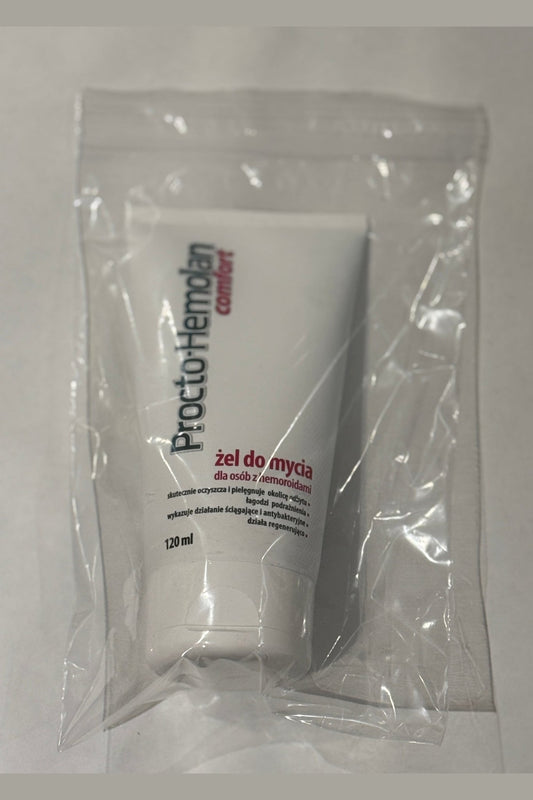 Procto-Hemolan
comfort
żel do mycia
dla osób z hemoroidami
skutecznie oczyszcza i pielęgnuje okolice odbytu •
łagodzi podrażnienia •
wykazuje działanie ściągające i antybakteryjne •
działa regenerująco •
120 ml